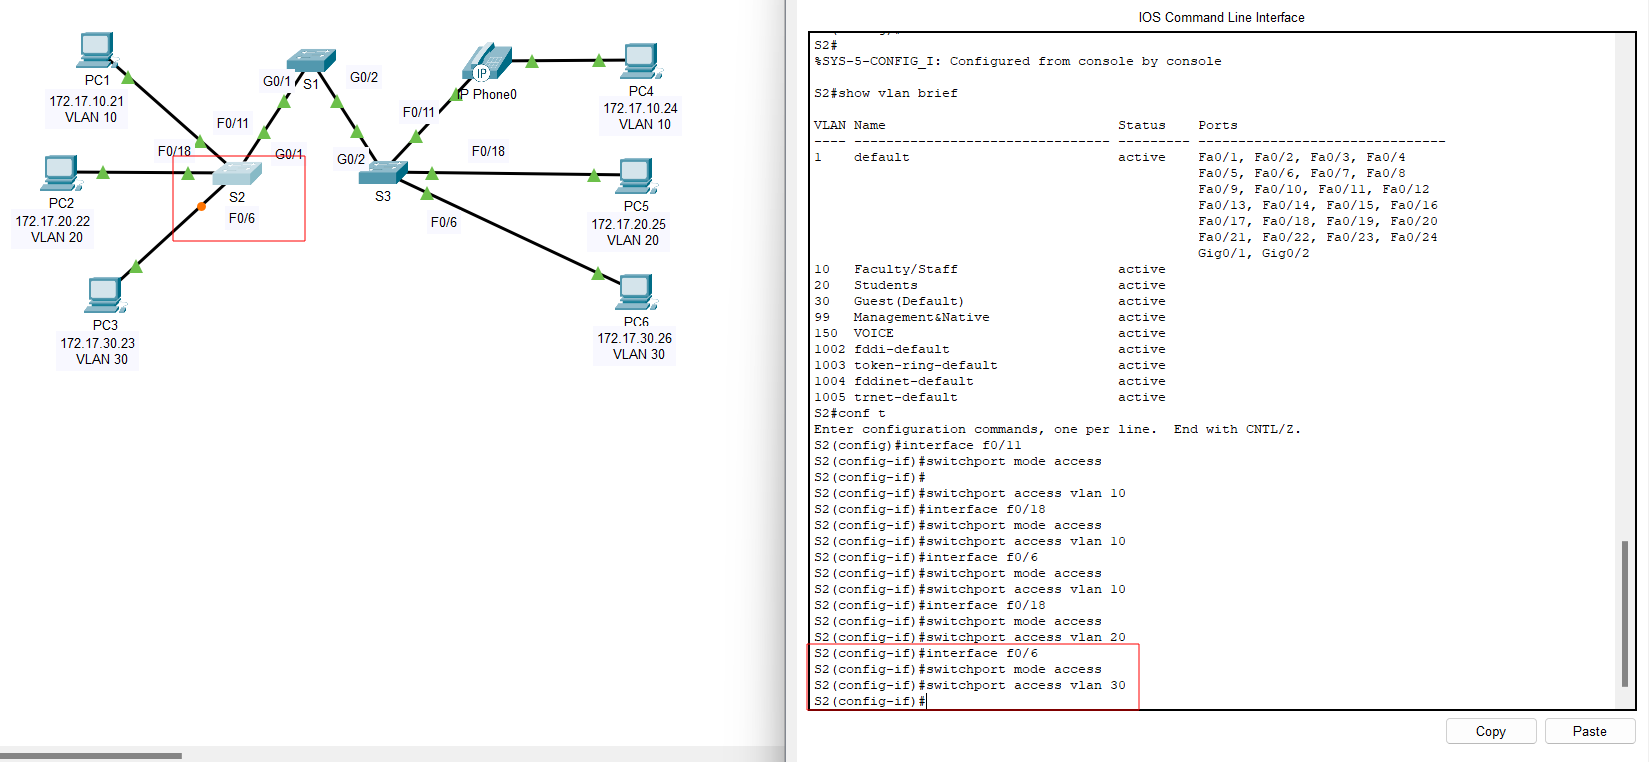 PC1
172.17.10.21
VLAN 10
F0/11
F0/18
PC2
172.17.20.22
VLAN 20
G0/1
S1
G0/2
G0/1
S2
F0/6
PC3
172.17.30.23
VLAN 30
IP
IP Phone0
F0/11
G0/2
S3
F0/18
F0/6
PC4
172.17.10.24
VLAN 10
PC5
172.17.20.25
VLAN 20
PC6
172.17.30.26
VLAN 30
IOS Command Line Interface
S2#
%SYS-5-CONFIG_I: Configured from console by console
S2#show vlan brief
VLAN Name                             Status    Ports
---- -------------------------------- --------- -------------------------------
1    default                          active    Fa0/1, Fa0/2, Fa0/3, Fa0/4
Fa0/5, Fa0/6, Fa0/7, Fa0/8
Fa0/9, Fa0/10, Fa0/11, Fa0/12
Fa0/13, Fa0/14, Fa0/15, Fa0/16
Fa0/17, Fa0/18, Fa0/19, Fa0/20
Fa0/21, Fa0/22, Fa0/23, Fa0/24
Gig0/1, Gig0/2
10   Faculty/Staff                    active
20   Students                         active
30   Guest(Default)                   active
99   Management&Native                active
150  VOICE                            active
1002 fddi-default                     active
1003 token-ring-default               active
1004 fddinet-default                  active
1005 trnet-default                    active
S2#conf t
Enter configuration commands, one per line.  End with CNTL/Z.
S2(config)#interface f0/11
S2(config-if)#switchport mode access
S2(config-if)#
S2(config-if)#switchport access vlan 10
S2(config-if)#interface f0/18
S2(config-if)#switchport mode access
S2(config-if)#switchport access vlan 10
S2(config-if)#interface f0/6
S2(config-if)#switchport mode access
S2(config-if)#switchport access vlan 10
S2(config-if)#interface f0/18
S2(config-if)#switchport mode access
S2(config-if)#switchport access vlan 20
S2(config-if)#interface f0/6
S2(config-if)#switchport mode access
S2(config-if)#switchport access vlan 30
S2(config-if)#
Copy
Paste